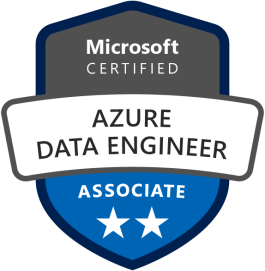 Microsoft
CERTIFIED
AZURE
DATA ENGINEER
ASSOCIATE